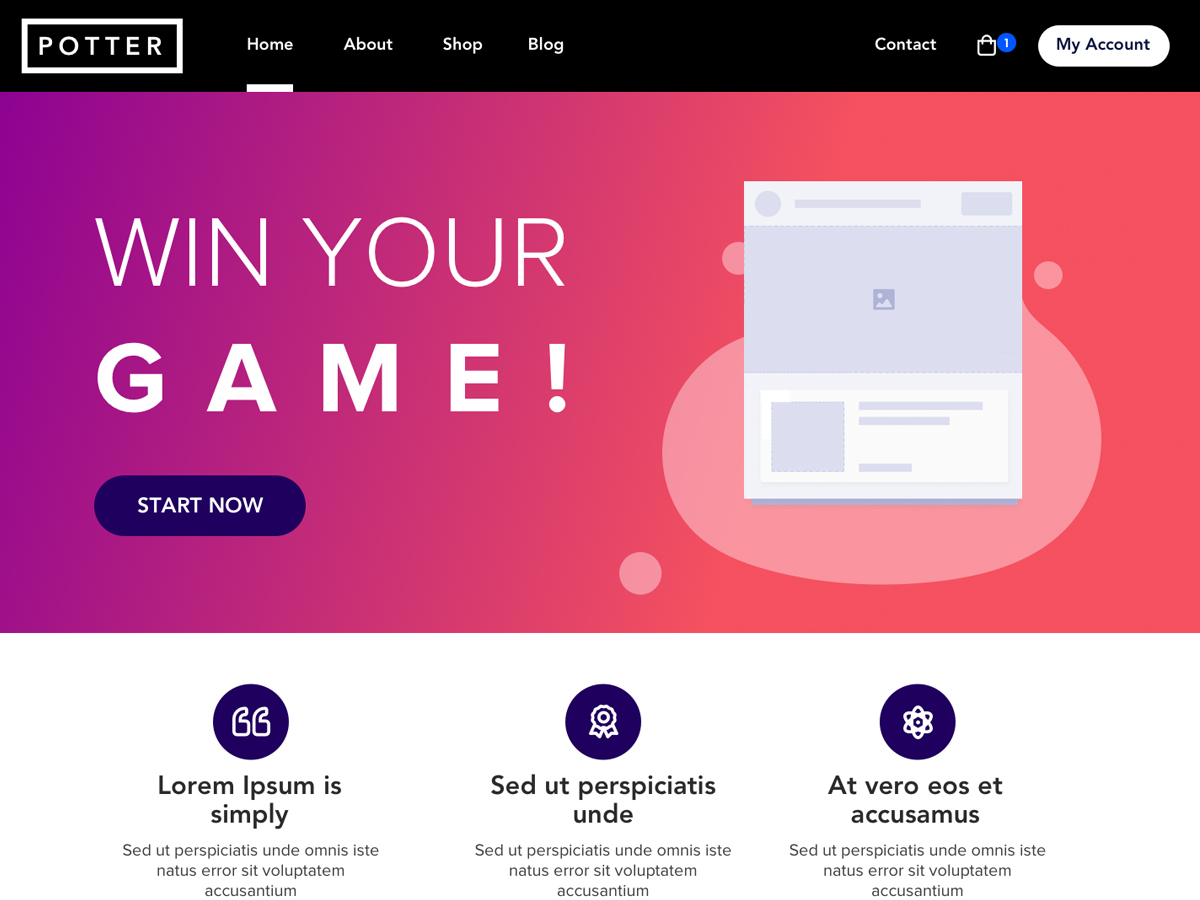 POTTER
Home About Shop Blog Contact 1 My Account
WIN YOUR
GAME!
START NOW
Lorem Ipsum is
simply
Sed ut perspiciatis unde omnis iste
natus error sit voluptatem
accusantium
Sed ut perspiciatis
unde
Sed ut perspiciatis unde omnis iste
natus error sit voluptatem
accusantium
At vero eos et
accusamus
Sed ut perspiciatis unde omnis iste
natus error sit voluptatem
accusantium